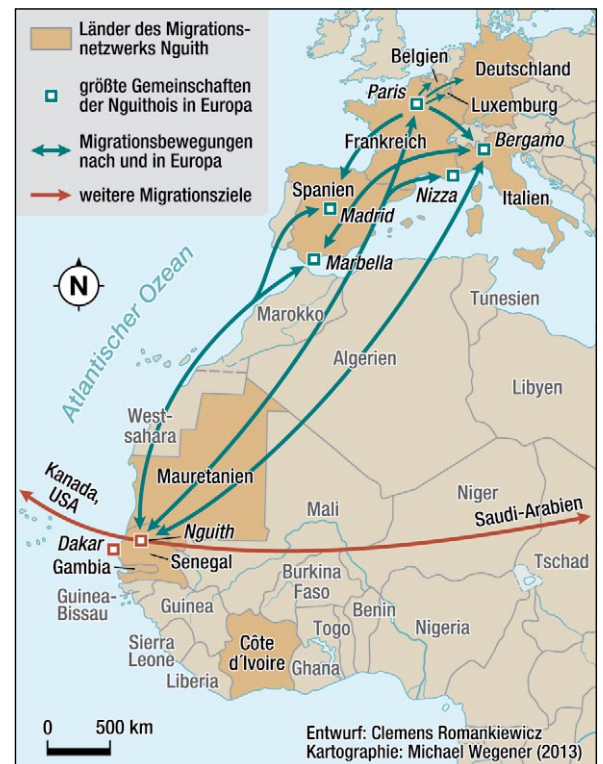 Länder des Migrations-
netzwerks Nguith
größte Gemeinschaften
der Nguithois in Europa
Migrationsbewegungen
nach und in Europa
weitere Migrationsziele
Belgien
Deutschland
Paris
Luxemburg
Frankreich
Bergamo
Spanien
Nizza
Italien
Madrid
Marbella
N
Atlantischer Ozean
Marokko
Tunesien
Algerien
Libyen
West-
sahara
Mauretanien
Kanada,
USA
Mali
Niger
Saudi-Arabien
Nguith
Dakar
Senegal
Gambia
Tschad
Guinea-
Bissau
Guinea
Burkina
Faso
Benin
Nigeria
Togo
Sierra
Leone
Côte
d'Ivoire
Ghana
Liberia
0 500 km
Entwurf: Clemens Romankiewicz
Kartographie: Michael Wegener (2013)